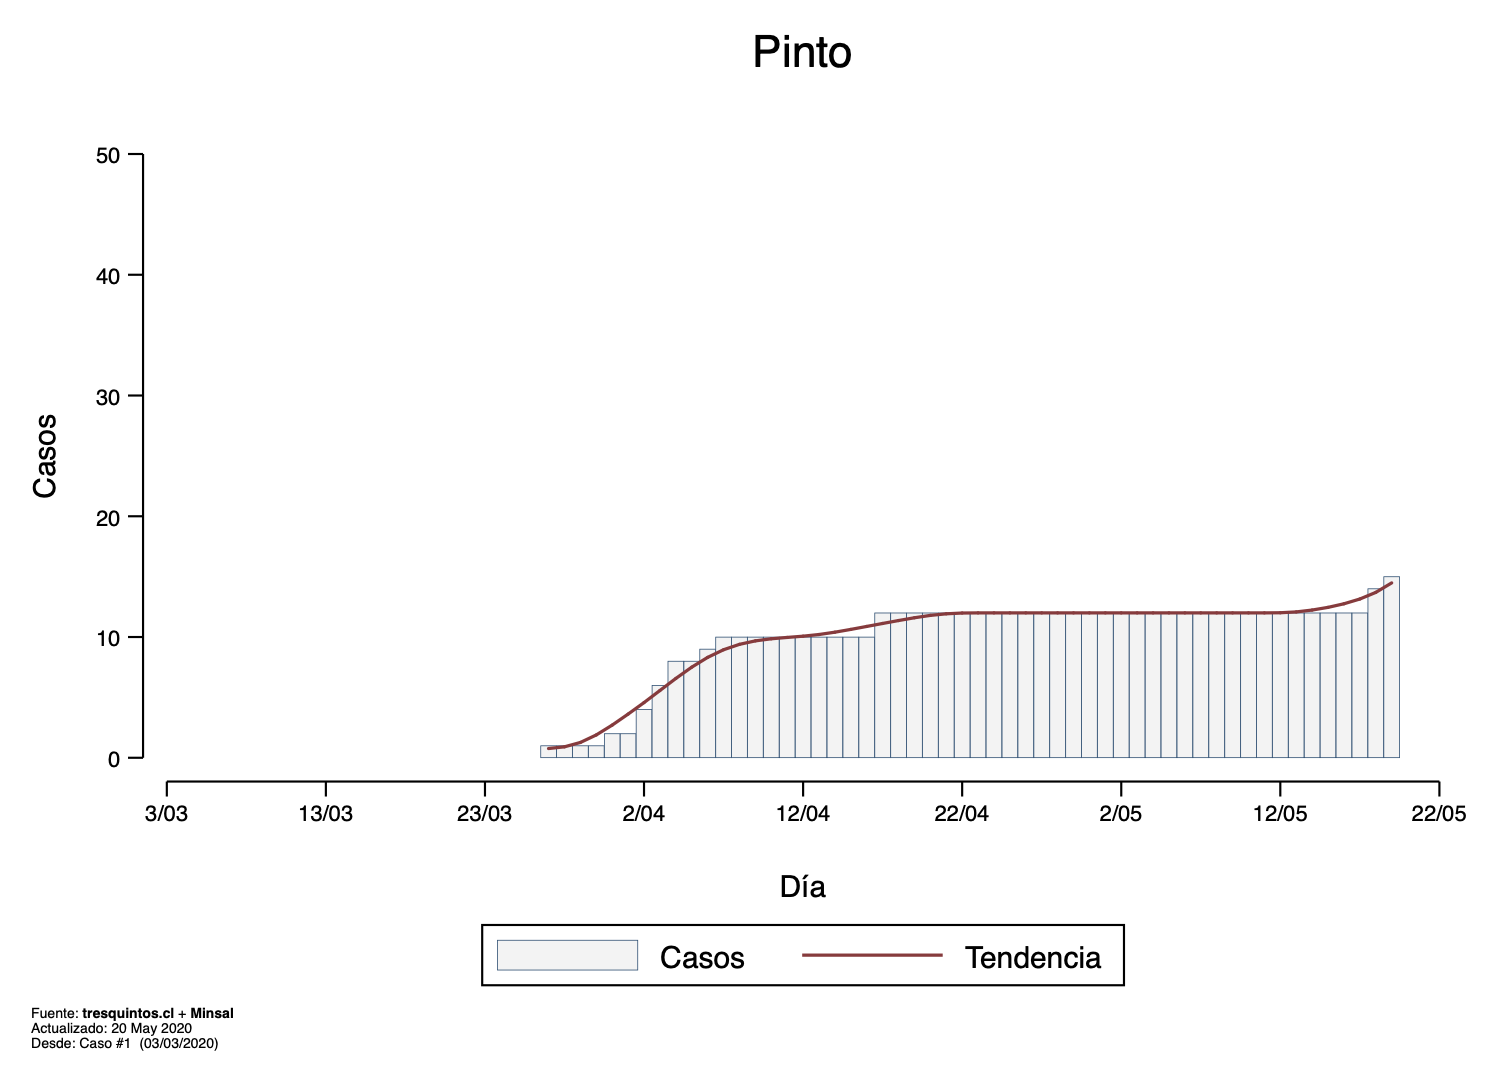 Pinto
50
40
30
20
10
0
Casos
3/03 13/03 23/03 2/04 12/04 22/04 2/05 12/05 22/05
Día
Casos Tendencia
Fuente: tresquintos.cl + Minsal
Actualizado: 20 May 2020
Desde: Caso #1 (03/03/2020)